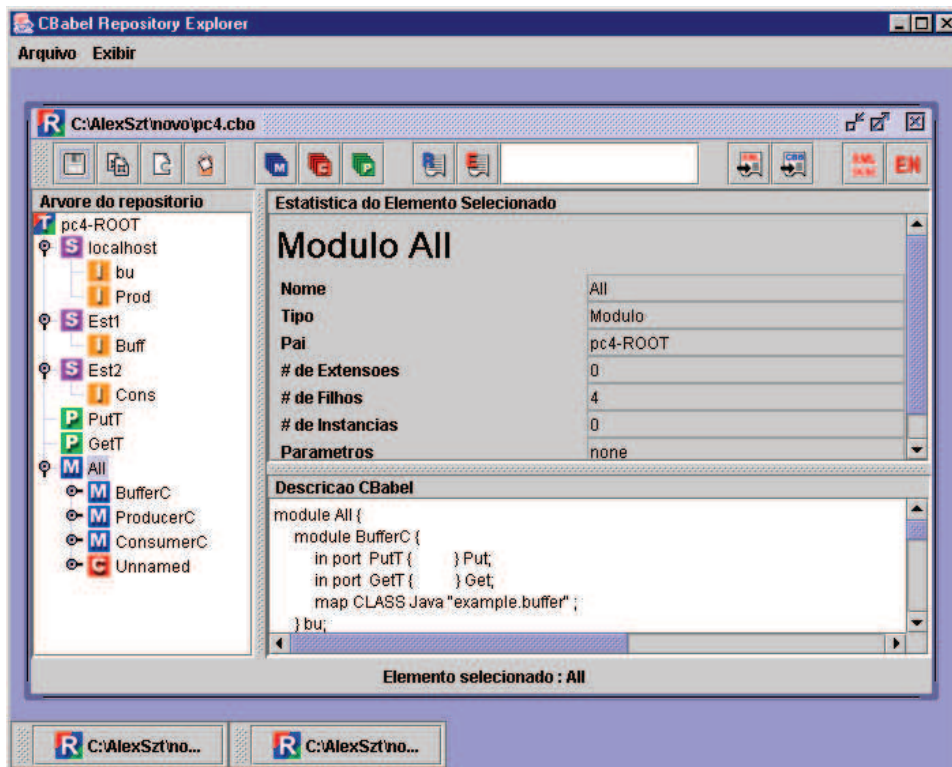 CBabel Repository Explorer
Arquivo Exibir
C:\AlexSzt\novo\pc4.cbo
M C P R E EN
Arvore do repositorio
T pc4-ROOT
S localhost
J bu
J Prod
S Est1
J Buff
S Est2
J Cons
P PutT
P GetT
M All
M BufferC
M ProducerC
M ConsumerC
C Unnamed
Estatistica do Elemento Selecionado
Modulo All
Nome All
Tipo Modulo
Pai pc4-ROOT
# de Extensoes 0
# de Filhos 4
# de Instancias 0
Parametros none
Descricao CBabel
module All {
module BufferC {
in port PutT { } Put;
in port GetT { } Get;
map CLASS Java "example.buffer" ;
} bu;
Elemento selecionado : All
R C:\AlexSzt\no...
R C:\AlexSzt\no...